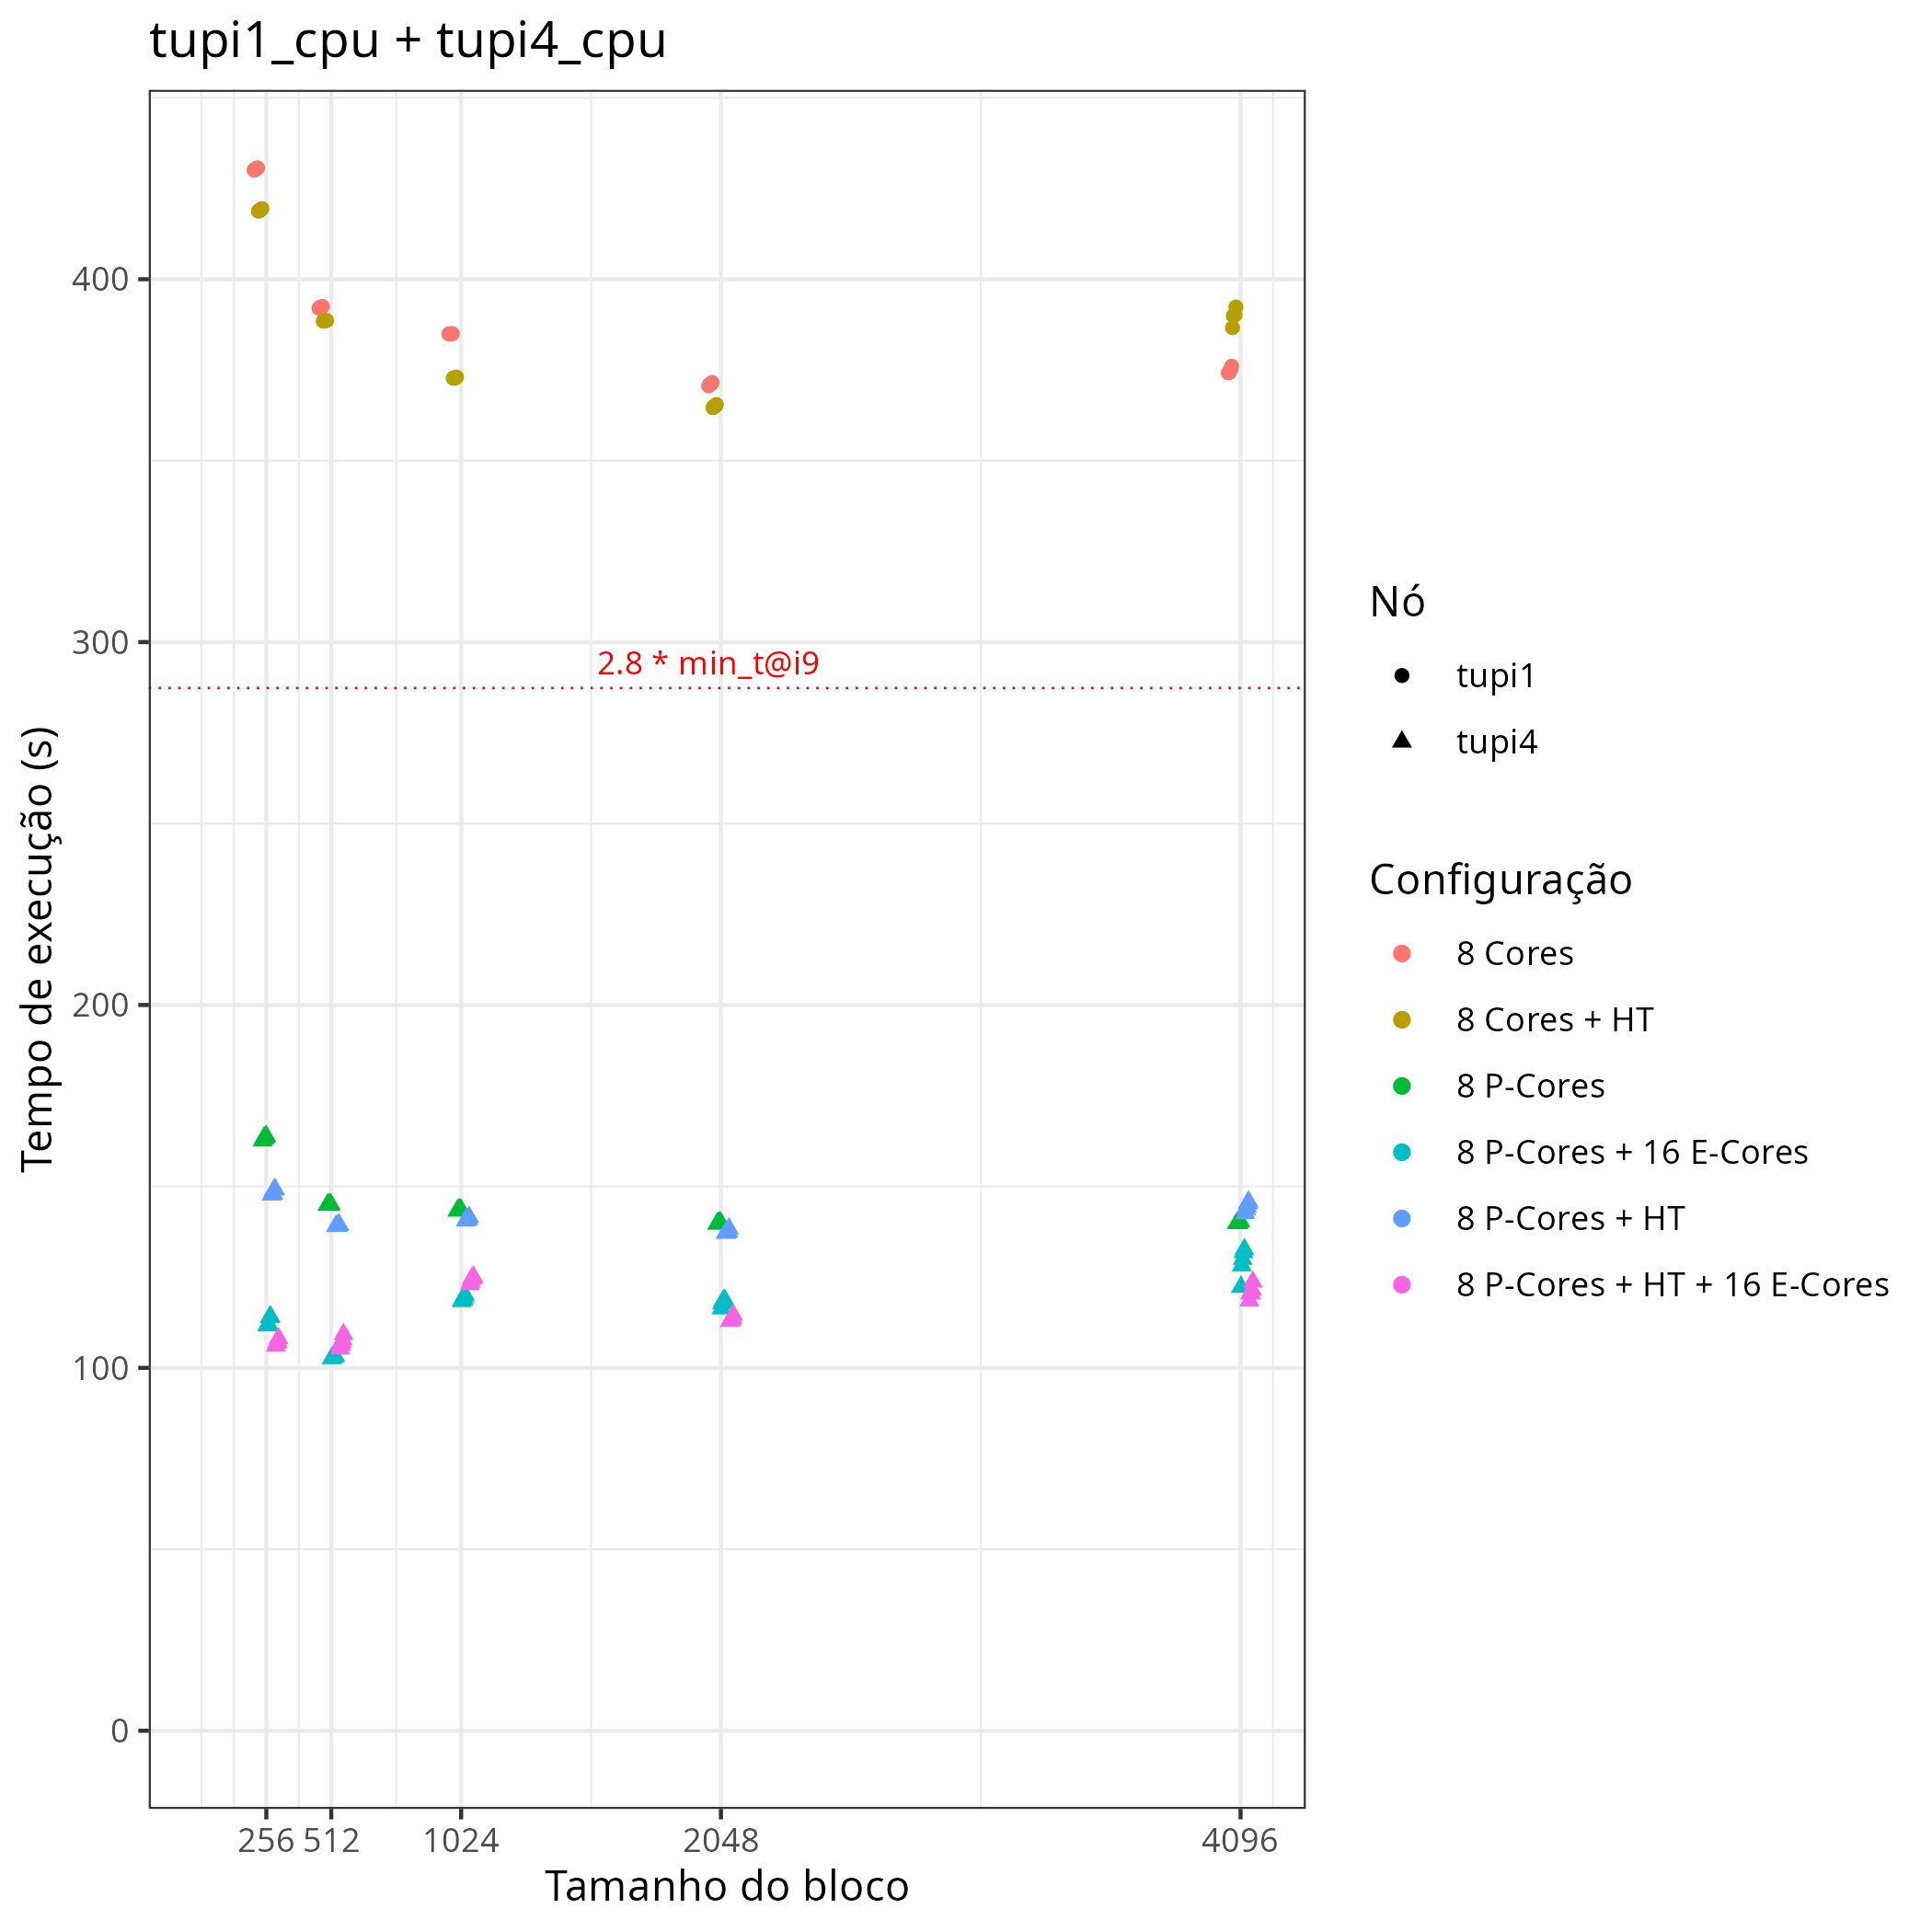 tupi1_cpu + tupi4_cpu
Tempo de execução (s)
400
300
200
100
0
2.8 * min_t@i9
256 512 1024 2048 4096
Tamanho do bloco
Nó
tupi1
tupi4
Configuração
8 Cores
8 Cores + HT
8 P-Cores
8 P-Cores + 16 E-Cores
8 P-Cores + HT
8 P-Cores + HT + 16 E-Cores